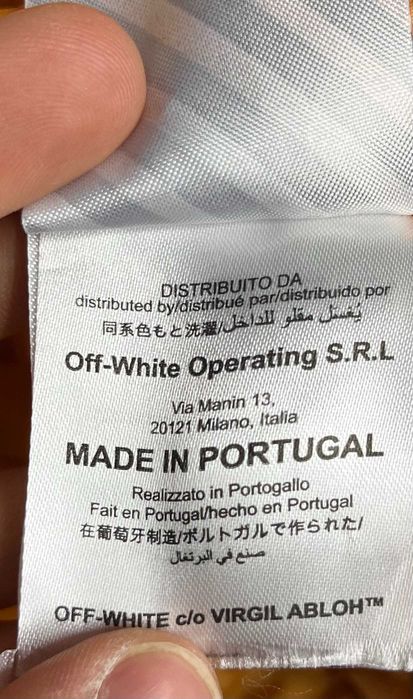 DISTRIBUITO DA
distributed by/distribué par/distribuido por
同系色もと洗濯/يُغسل مقلو للداخل
Off-White Operating S.R.L
Via Manin 13,
20121 Milano, Italia
MADE IN PORTUGAL
Realizzato in Portogallo
Fait en Portugal/hecho en Portugal
在葡萄牙制造/ポルトガルで作られた/
صنع في البرتغال
OFF-WHITE c/o VIRGIL ABLOH™